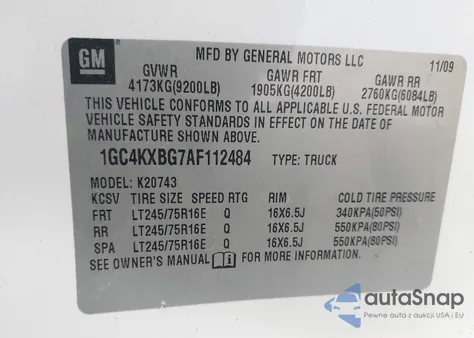 GM
MFD BY GENERAL MOTORS LLC 11/09
GVWR GAWR FRT GAWR RR
4173KG(9200LB) 1905KG(4200LB) 2760KG(6084LB)
THIS VEHICLE CONFORMS TO ALL APPLICABLE U.S. FEDERAL MOTOR
VEHICLE SAFETY STANDARDS IN EFFECT ON THE DATE OF
MANUFACTURE SHOWN ABOVE.
1GC4KXBG7AF112484 TYPE: TRUCK
MODEL: K20743
KCSV TIRE SIZE SPEED RTG RIM COLD TIRE PRESSURE
FRT LT245/75R16E Q 16X6.5J 340KPA(50PSI)
RR LT245/75R16E Q 16X6.5J 550KPA(80PSI)
SPA LT245/75R16E Q 16X6.5J 550KPA(80PSI)
SEE OWNER'S MANUAL FOR MORE INFORMATION.
autoSnap
Pewne auta z aukcji USA i EU